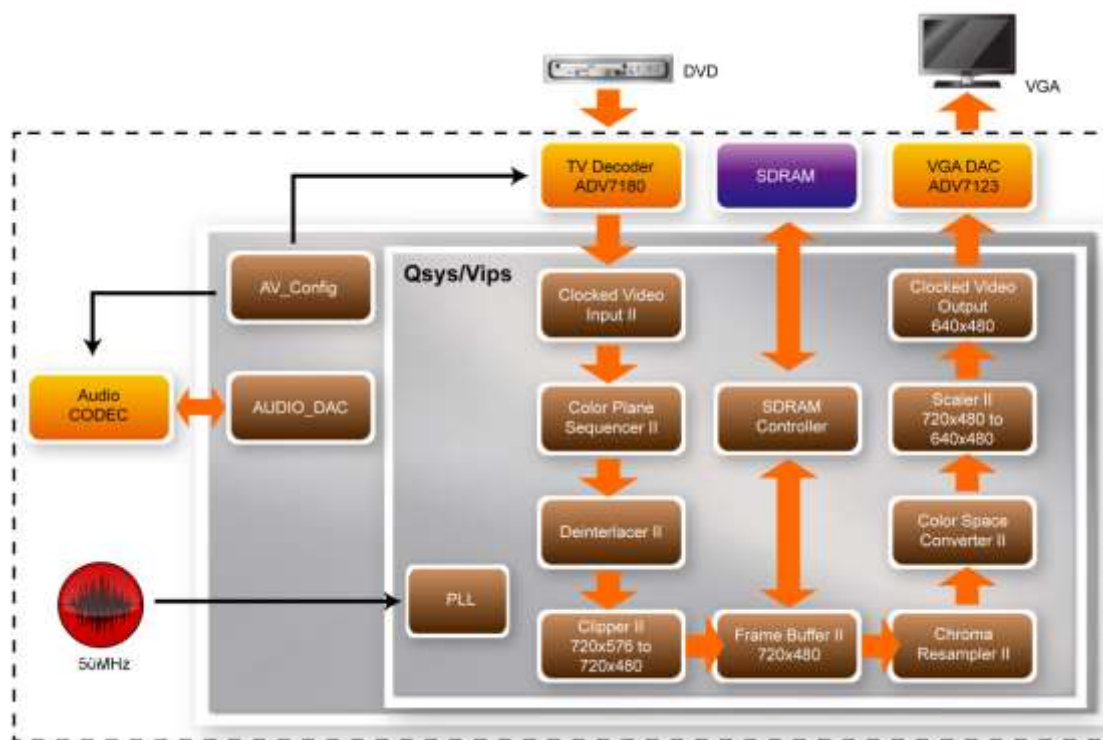 DVD
VGA
TV Decoder
ADV7180
SDRAM
VGA DAC
ADV7123
Qsys/Vips
AV_Config
Clocked Video
Input II
Clocked Video
Output
640x480
Audio
CODEC
AUDIO_DAC
Color Plane
Sequencer II
SDRAM
Controller
Scaler II
720x480 to
640x480
Deinterlacer II
Color Space
Converter II
PLL
50MHz
Clipper II
720x576 to
720x480
Frame Buffer II
720x480
Chroma
Resampler II